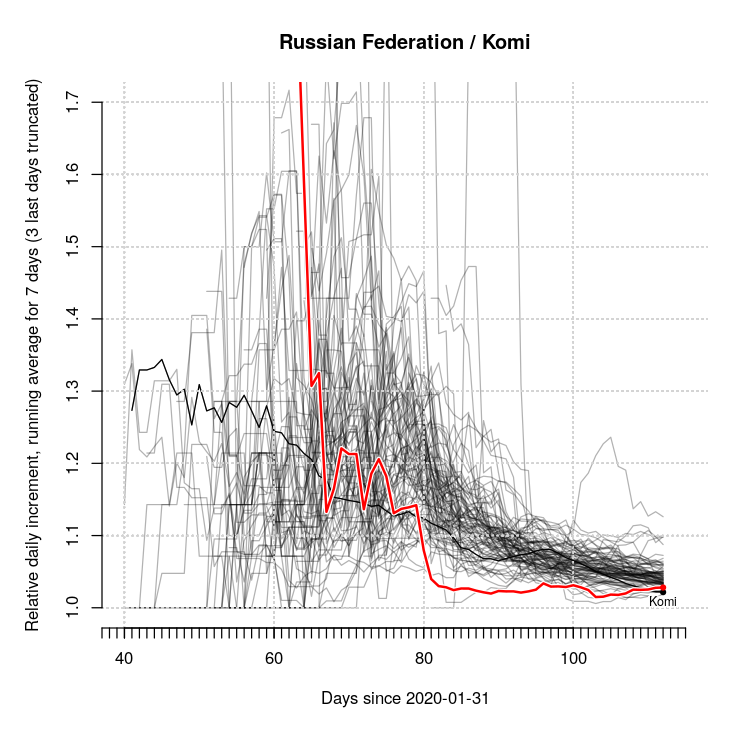 Russian Federation / Komi
Relative daily increment, running average for 7 days (3 last days truncated)
1.7
1.6
1.5
1.4
1.3
1.2
1.1
1.0
Komi
40 60 80 100
Days since 2020-01-31